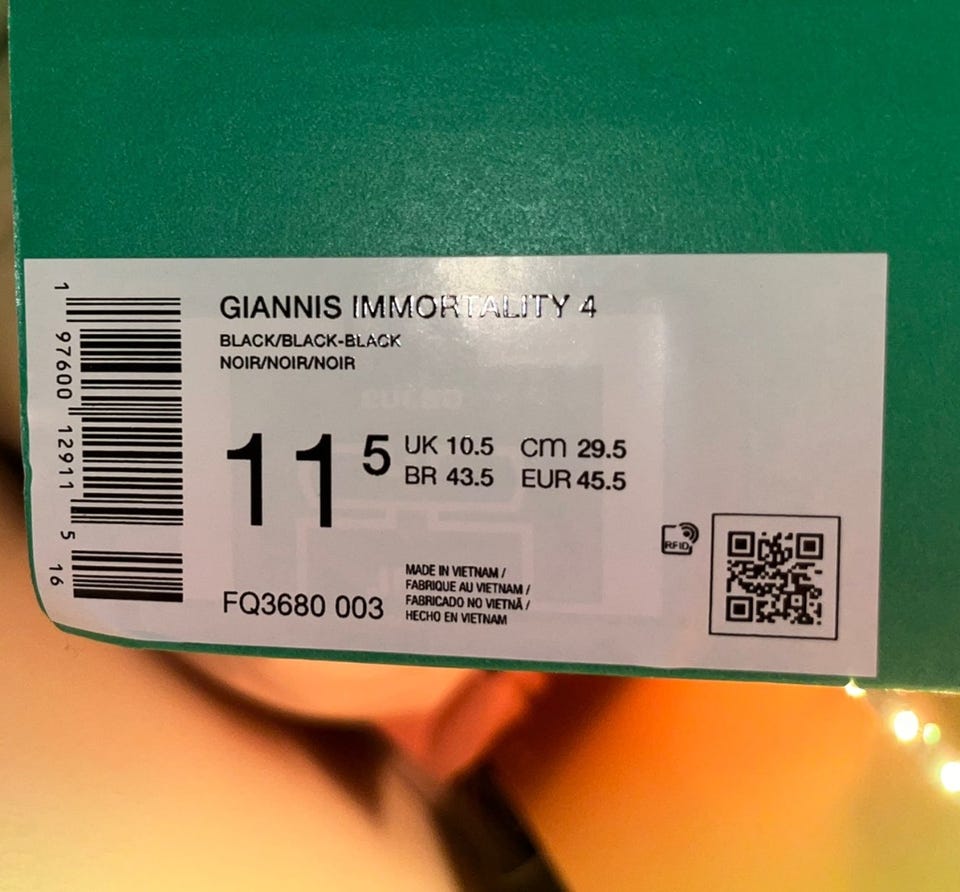 GIANNIS IMMORTALITY 4
BLACK/BLACK-BLACK
NOIR/NOIR/NOIR
11 5
UK 10.5 cm 29.5
BR 43.5 EUR 45.5
MADE IN VIETNAM /
FABRIQUE AU VIETNAM /
FABRICADO NO VIETNÃ /
HECHO EN VIETNAM
FQ3680 003
RFID
1 97600 12911 5 16